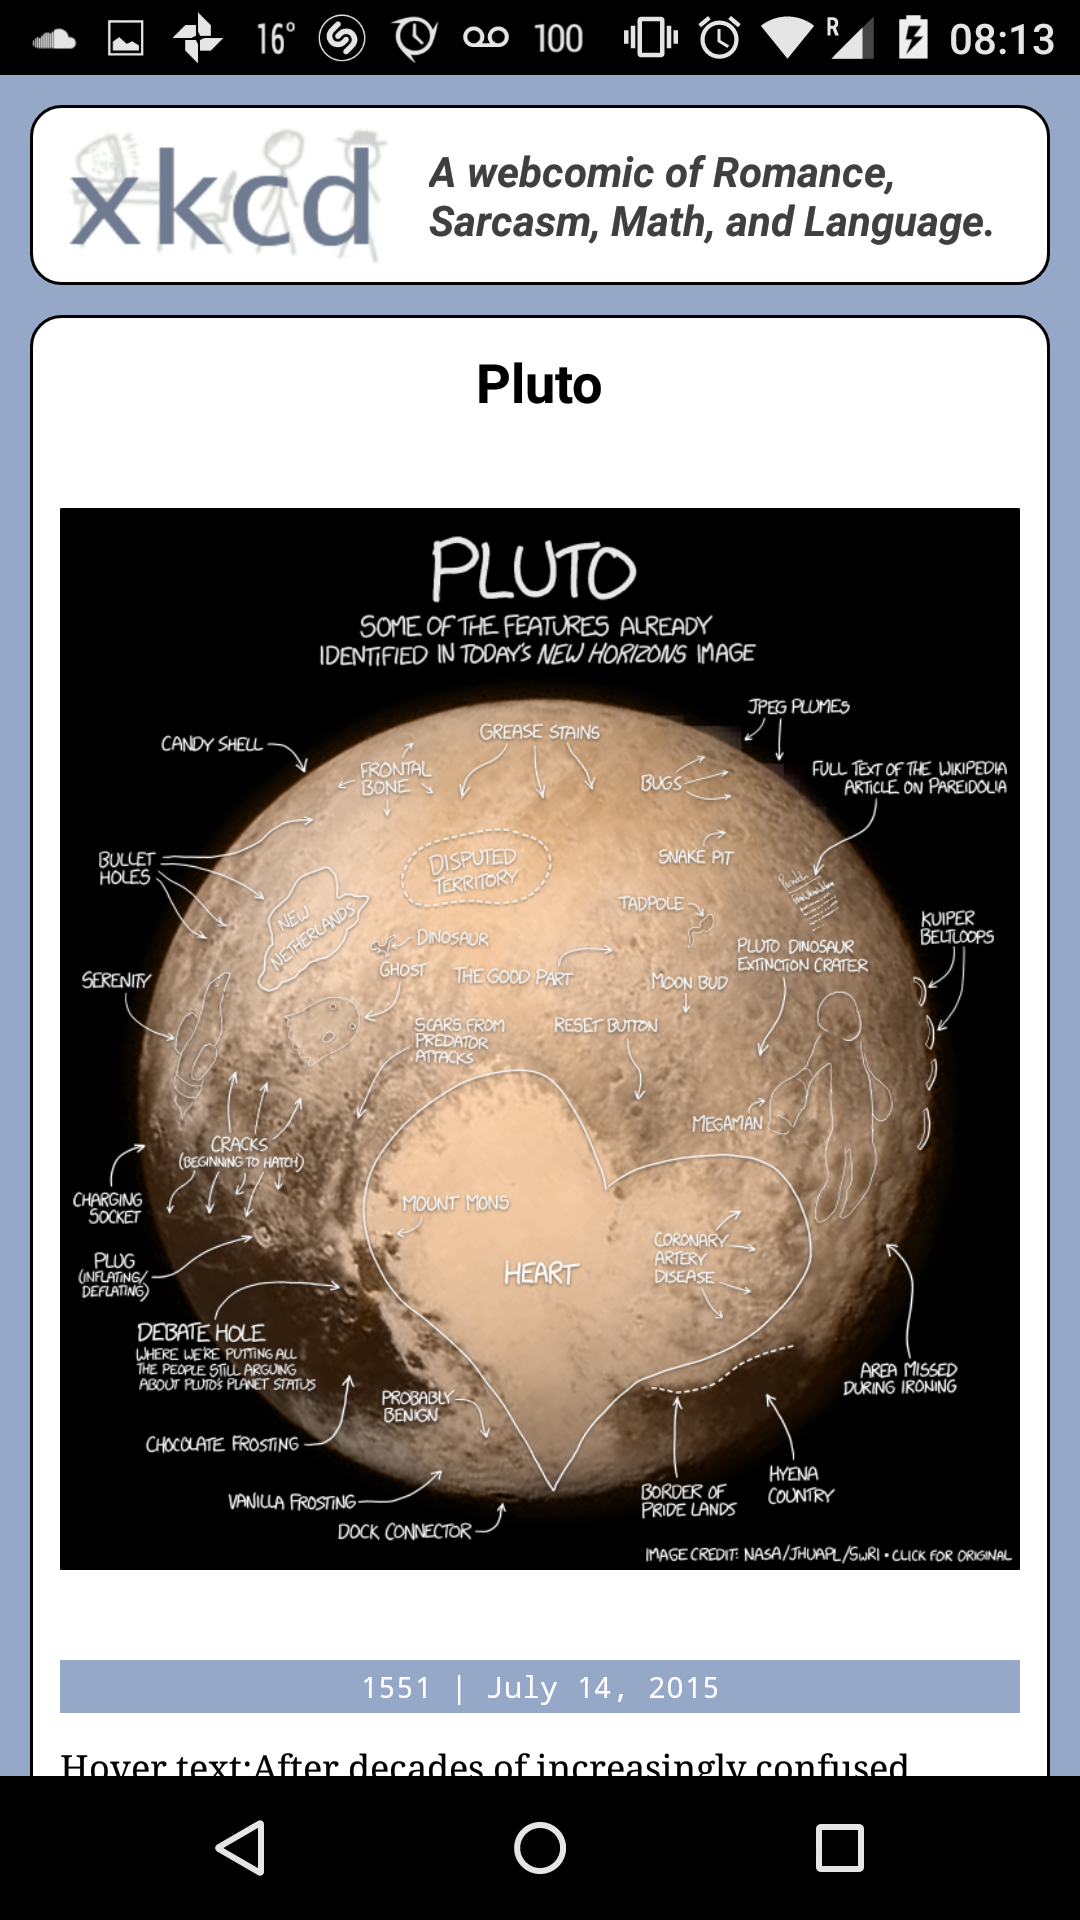 16° 100 R 08:13
xkcd
A webcomic of Romance,
Sarcasm, Math, and Language.
Pluto
PLUTO
SOME OF THE FEATURES ALREADY
IDENTIFIED IN TODAY'S NEW HORIZONS IMAGE
JPEG PLUMES
GREASE STAINS
CANDY SHELL
FRONTAL
BONE
BUGS
FULL TEXT OF THE WIKIPEDIA
ARTICLE ON PAREIDOLIA
BULLET
HOLES
DISPUTED
TERRITORY
SNAKE PIT
NEW
NETHERLANDS
TADPOLE
KUIPER
BELTLOOPS
DINOSAUR
PLUTO DINOSAUR
EXTINCTION CRATER
GHOST
THE GOOD PART
MOON BUD
SERENITY
SCARS FROM
PREDATOR
ATTACKS
RESET BUTTON
MEGAMAN
CRACKS
(BEGINNING TO HATCH)
CHARGING
SOCKET
MOUNT MONS
CORONARY
ARTERY
DISEASE
PLUG
(INFLATING/
DEFLATING)
HEART
DEBATE HOLE
WHERE WE'RE PUTTING ALL
THE PEOPLE STILL ARGUING
ABOUT PLUTO'S PLANET STATUS
AREA MISSED
DURING IRONING
PROBABLY
BENIGN
CHOCOLATE FROSTING
HYENA
COUNTRY
BORDER OF
PRIDE LANDS
VANILLA FROSTING
DOCK CONNECTOR
IMAGE CREDIT: NASA/JHUAPL/SwRI • CLICK FOR ORIGINAL
1551 | July 14, 2015
Hover text:After decades of increasingly confused